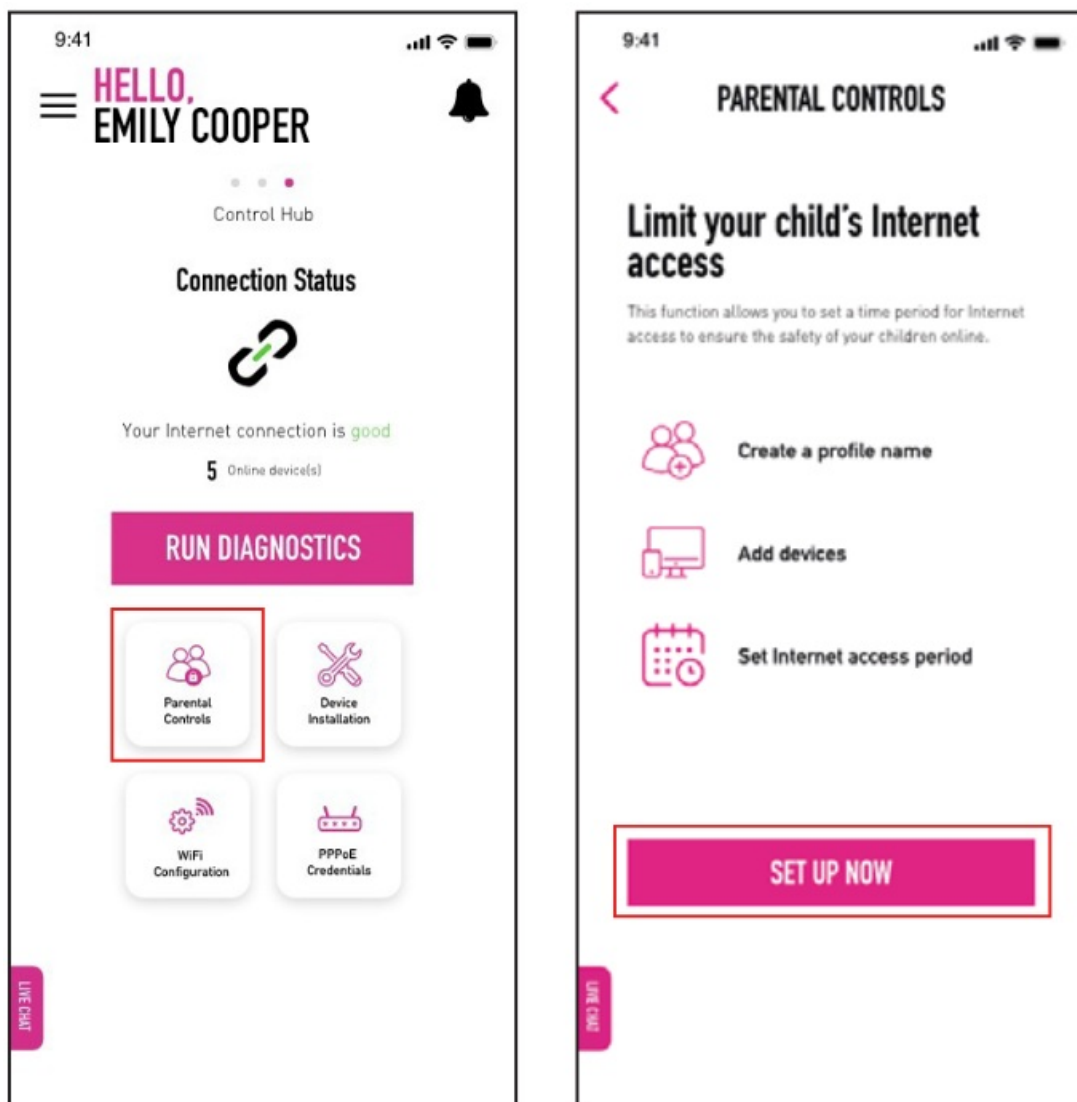 9:41
HELLO,
EMILY COOPER
Control Hub
Connection Status
Your Internet connection is good
5 Online device(s)
RUN DIAGNOSTICS
Parental
Controls
Device
Installation
WiFi
Configuration
PPPoE
Credentials
LIVE CHAT
9:41
PARENTAL CONTROLS
Limit your child's Internet
access
This function allows you to set a time period for Internet
access to ensure the safety of your children online.
Create a profile name
Add devices
Set Internet access period
SET UP NOW
LIVE CHAT